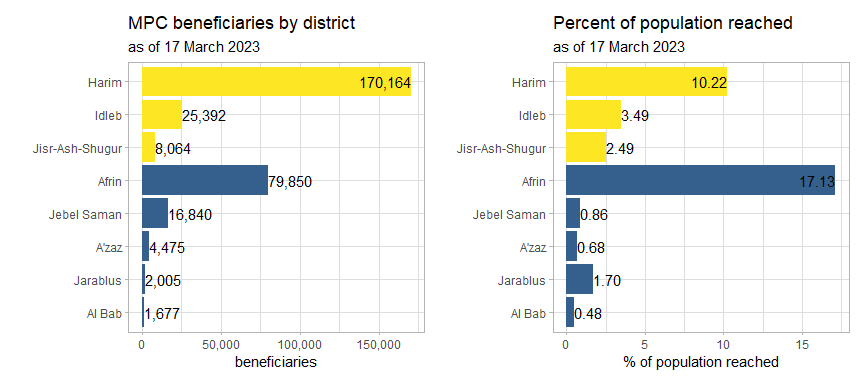 MPC beneficiaries by district
as of 17 March 2023
Harim
170,164
Idleb
25,392
Jisr-Ash-Shugur
8,064
Afrin
79,850
Jebel Saman
16,840
A'zaz
4,475
Jarablus
2,005
Al Bab
1,677
0
50,000
100,000
150,000
beneficiaries
Percent of population reached
as of 17 March 2023
Harim
10.22
Idleb
3.49
Jisr-Ash-Shugur
2.49
Afrin
17.13
Jebel Saman
0.86
A'zaz
0.68
Jarablus
1.70
Al Bab
0.48
0
5
10
15
% of population reached